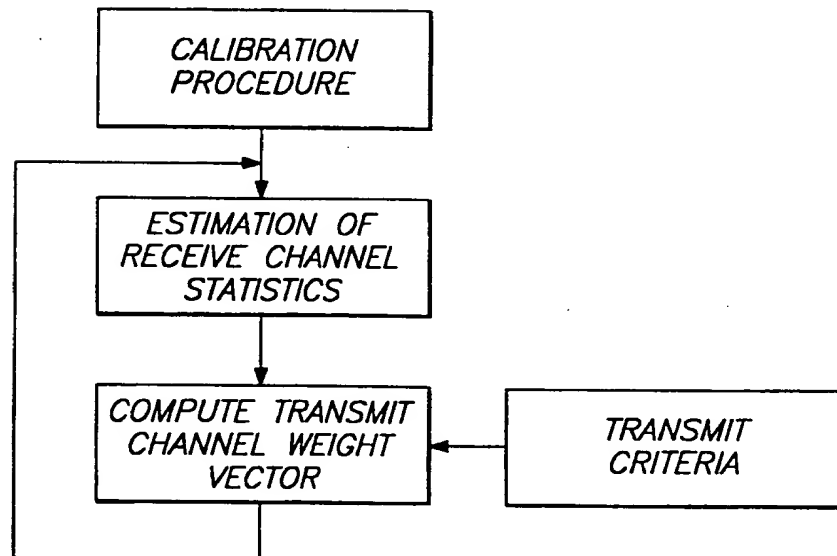 CALIBRATION
PROCEDURE
ESTIMATION OF
RECEIVE CHANNEL
STATISTICS
COMPUTE TRANSMIT
CHANNEL WEIGHT
VECTOR
TRANSMIT
CRITERIA